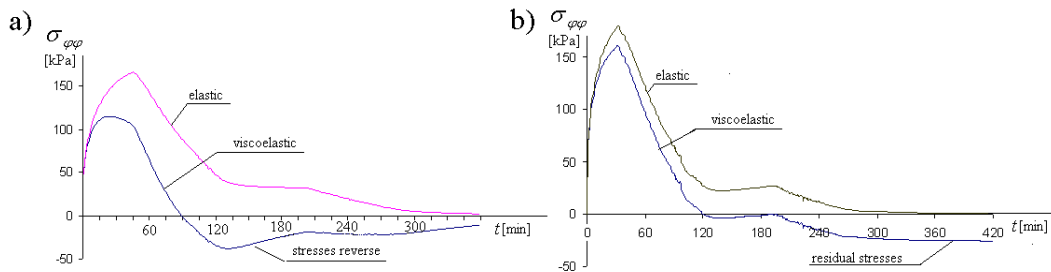 a)
σφφ
[kPa]
150
100
50
0
-50
elastic
viscoelastic
stresses reverse
60
120
180
240
300
t [min]
b)
σφφ
[kPa]
150
100
50
0
-50
elastic
viscoelastic
residual stresses
0
60
120
180
240
300
360
420
t [min]